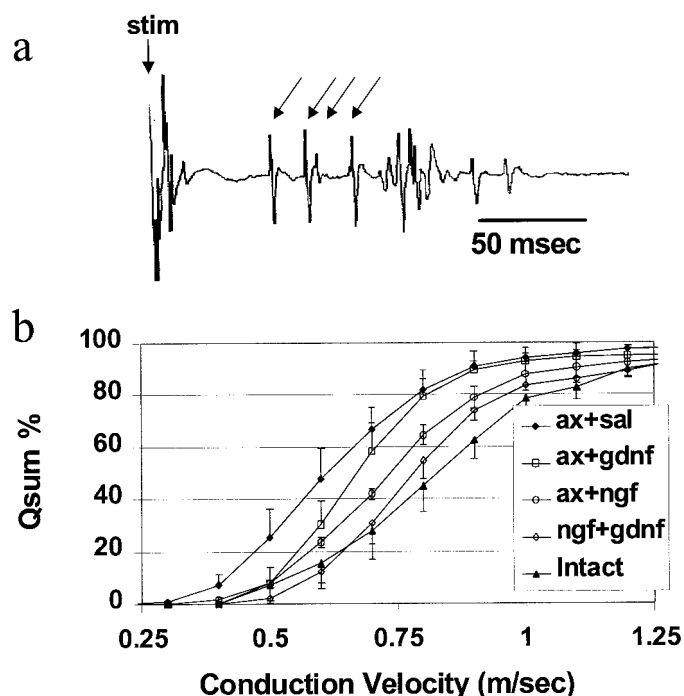 a
stim
50 msec
b
Qsum %
100
80
60
40
20
0
ax+sal
ax+gdnf
ax+ngf
ngf+gdnf
Intact
0.25
0.5
0.75
1
1.25
Conduction Velocity (m/sec)